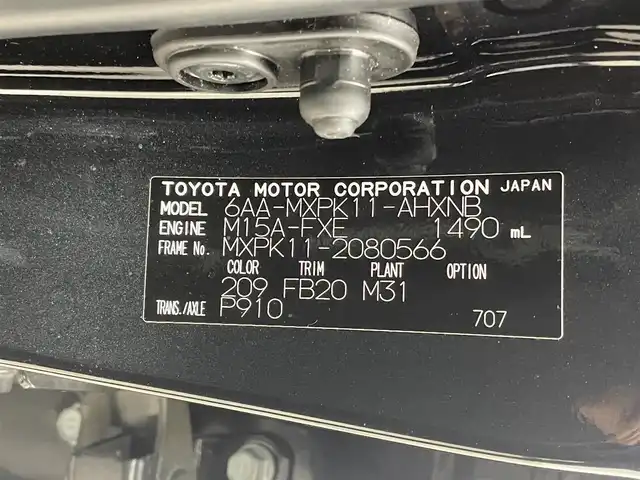 TOYOTA MOTOR CORPORATION JAPAN
MODEL 6AA-MXPK11-AHXNB
ENGINE M15A-FXE 1490 mL
FRAME No. MXPK11-2080566
COLOR TRIM PLANT OPTION
209 FB20 M31
TRANS./AXLE P910 707